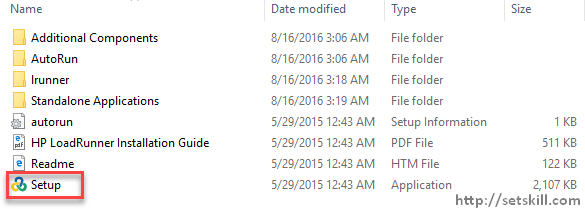 Name Date modified Type Size
Additional Components 8/16/2016 3:06 AM File folder
AutoRun 8/16/2016 3:06 AM File folder
lrunner 8/16/2016 3:18 AM File folder
Standalone Applications 8/16/2016 3:19 AM File folder
autorun 5/29/2015 12:43 AM Setup Information 1 KB
HP LoadRunner Installation Guide 5/29/2015 12:43 AM PDF File 511 KB
Readme 5/29/2015 12:43 AM HTM File 122 KB
Setup 5/29/2015 12:43 AM Application 2,107 KB
http://setskill.com